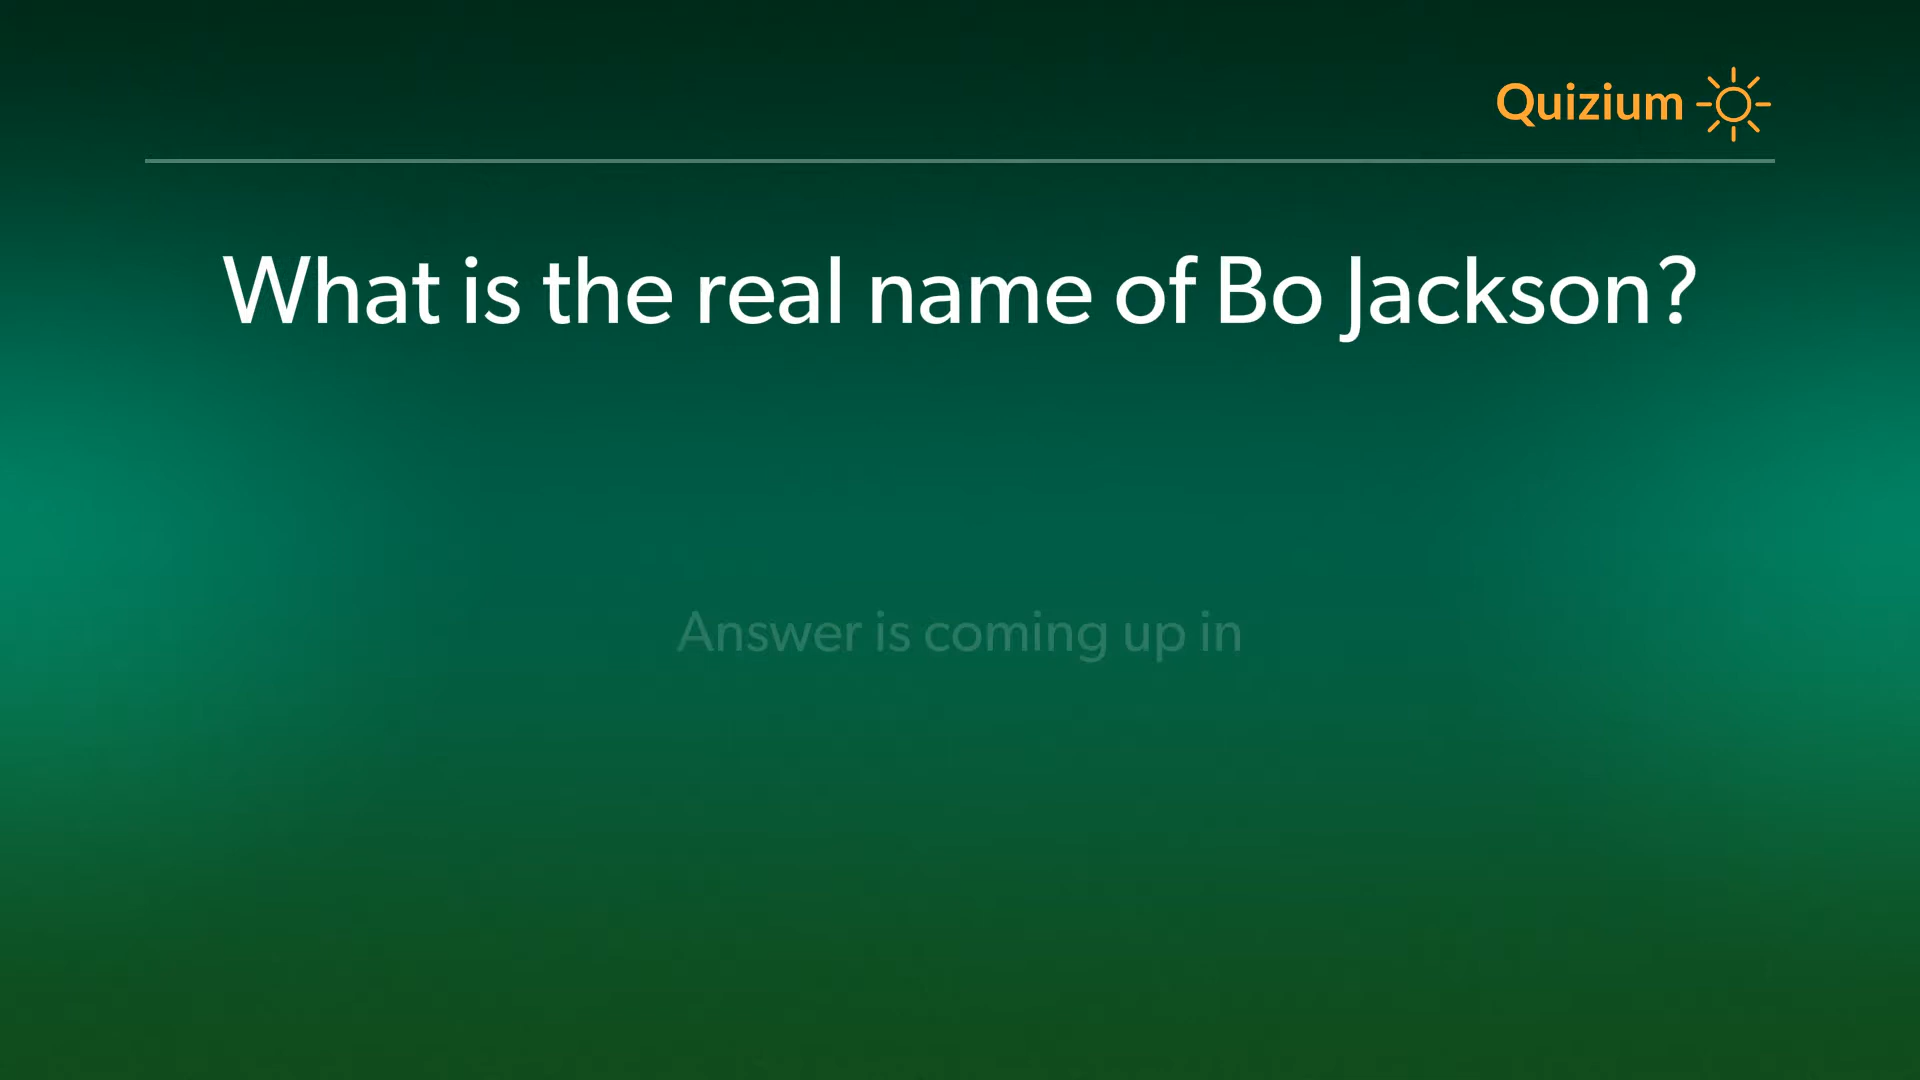 Quizium
What is the real name of Bo Jackson?
Answer is coming up in